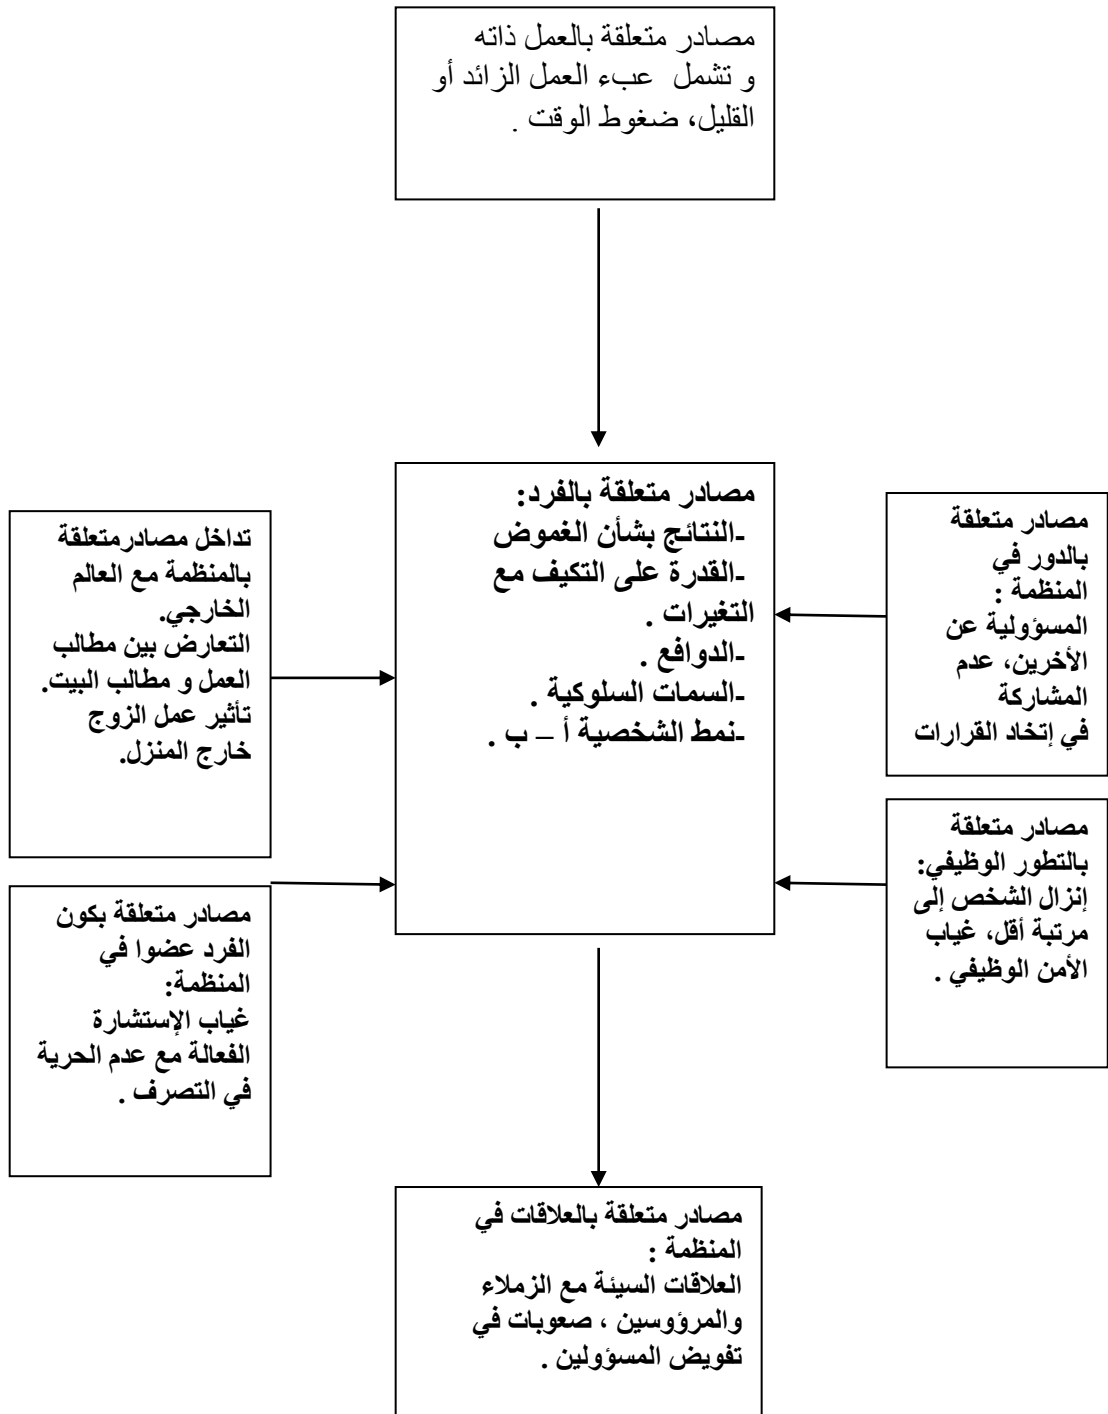 مصادر متعلقة بالعمل ذاته
و تشمل عبء العمل الزائد أو
القليل، ضغوط الوقت .
مصادر متعلقة بالفرد:
-النتائج بشأن الغموض
-القدرة على التكيف مع
التغيرات .
-الدوافع .
-السمات السلوكية .
-نمط الشخصية أ – ب .
مصادر متعلقة
بالدور في
المنظمة :
المسؤولية عن
الأخرين، عدم
المشاركة
في إتخاد القرارات
تداخل مصادرمتعلقة
بالمنظمة مع العالم
الخارجي.
التعارض بين مطالب
العمل و مطالب البيت.
تأثير عمل الزوج
خارج المنزل.
مصادر متعلقة
بالتطور الوظيفي:
إنزال الشخص إلى
مرتبة أقل، غياب
الأمن الوظيفي .
مصادر متعلقة بكون
الفرد عضوا في
المنظمة:
غياب الإستشارة
الفعالة مع عدم الحرية
في التصرف .
مصادر متعلقة بالعلاقات في
المنظمة :
العلاقات السيئة مع الزملاء
والمرؤوسين ، صعوبات في
تفويض المسؤولين .